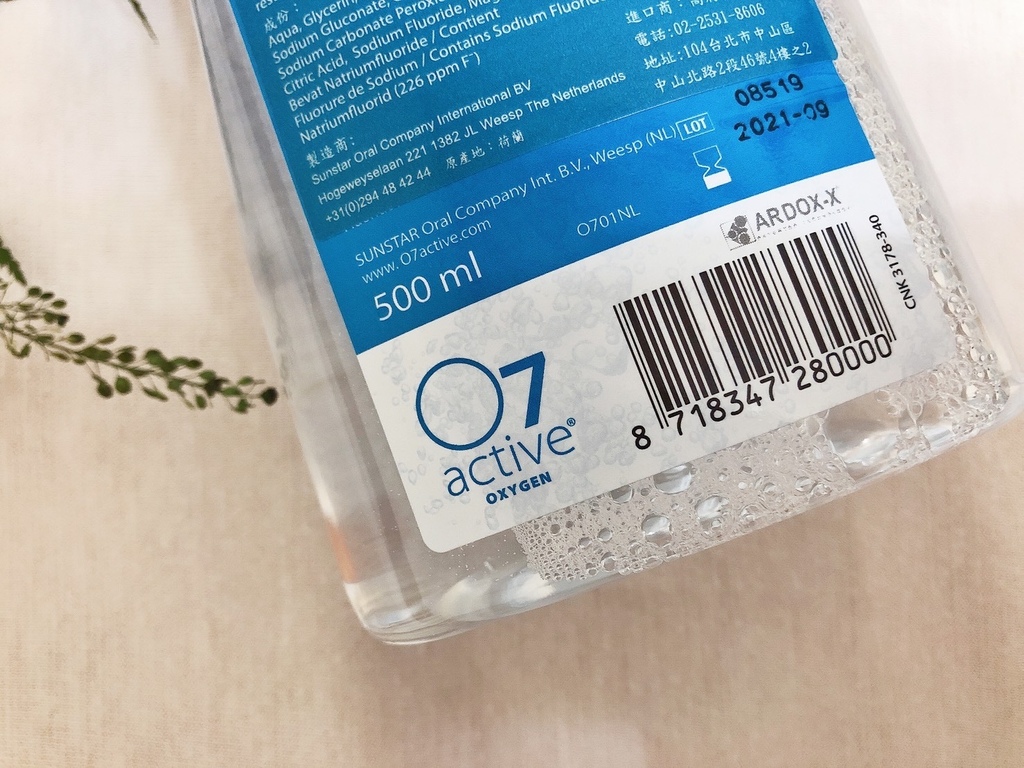 成份:
Aqua, Glycerin,
Sodium Gluconate,
Sodium Carbonate Peroxide
Citric Acid, Sodium Fluoride,
Bevat Natriumfluoride / Contient
Fluorure de Sodium / Contains Sodium Fluoride
Natriumfluorid (226 ppm F⁻)
製造商:
Sunstar Oral Company International BV
Hogeweyselaan 221 1382 JL Weesp The Netherlands
+31(0)294 48 42 44 原產地:荷蘭
進口商:
電話:02-2531-8606
地址:104台北市中山區
中山北路2段46號4樓之2
08519
2021-09
SUNSTAR Oral Company Int. B.V., Weesp (NL) LOT
www. O7active.com
O701NL
500 ml
ARDOX-X
CNK 3178-340
O7
active®
OXYGEN
8 718347 280000